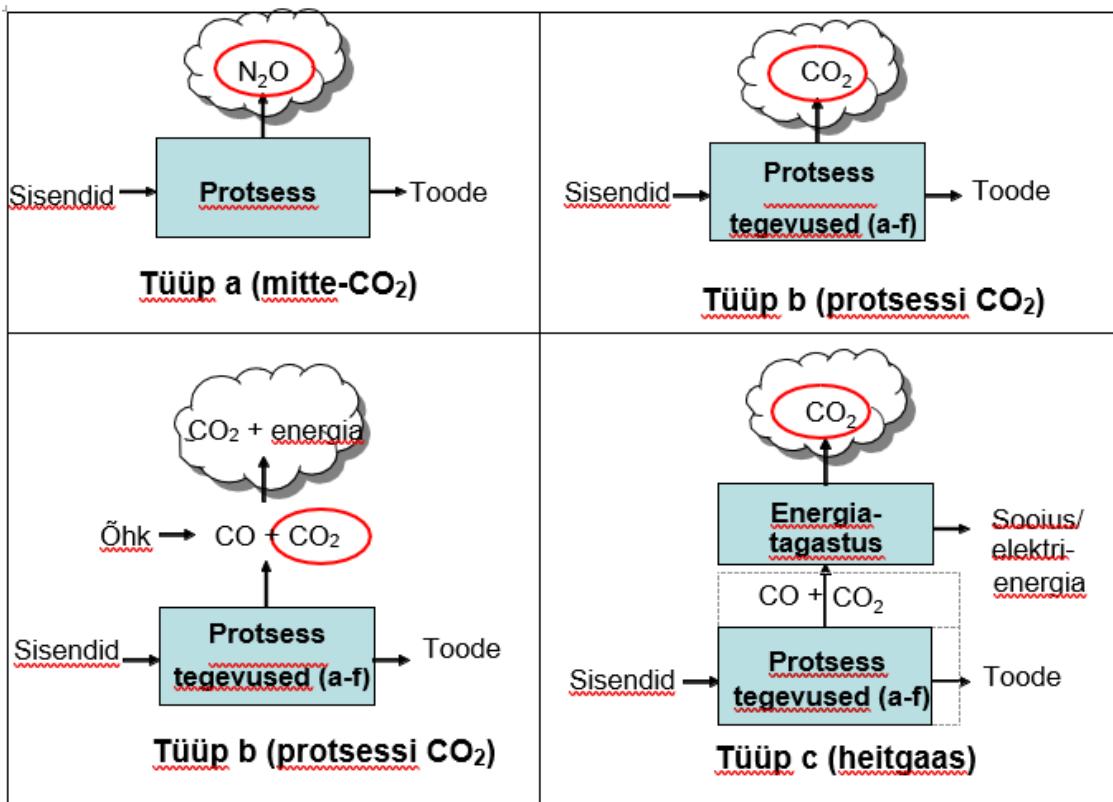 N₂O
Sisendid
Protsess
Toode
Tüüp a (mitte-CO₂)
CO₂
Sisendid
Protsess
tegevused (a-f)
Toode
Tüüp b (protsessi CO₂)
CO₂ + energia
Õhk
CO + CO₂
Sisendid
Protsess
tegevused (a-f)
Toode
Tüüp b (protsessi CO₂)
CO₂
Energia-
tagastus
Sooius/
elektri-
energia
CO + CO₂
Sisendid
Protsess
tegevused (a-f)
Toode
Tüüp c (heitgaas)